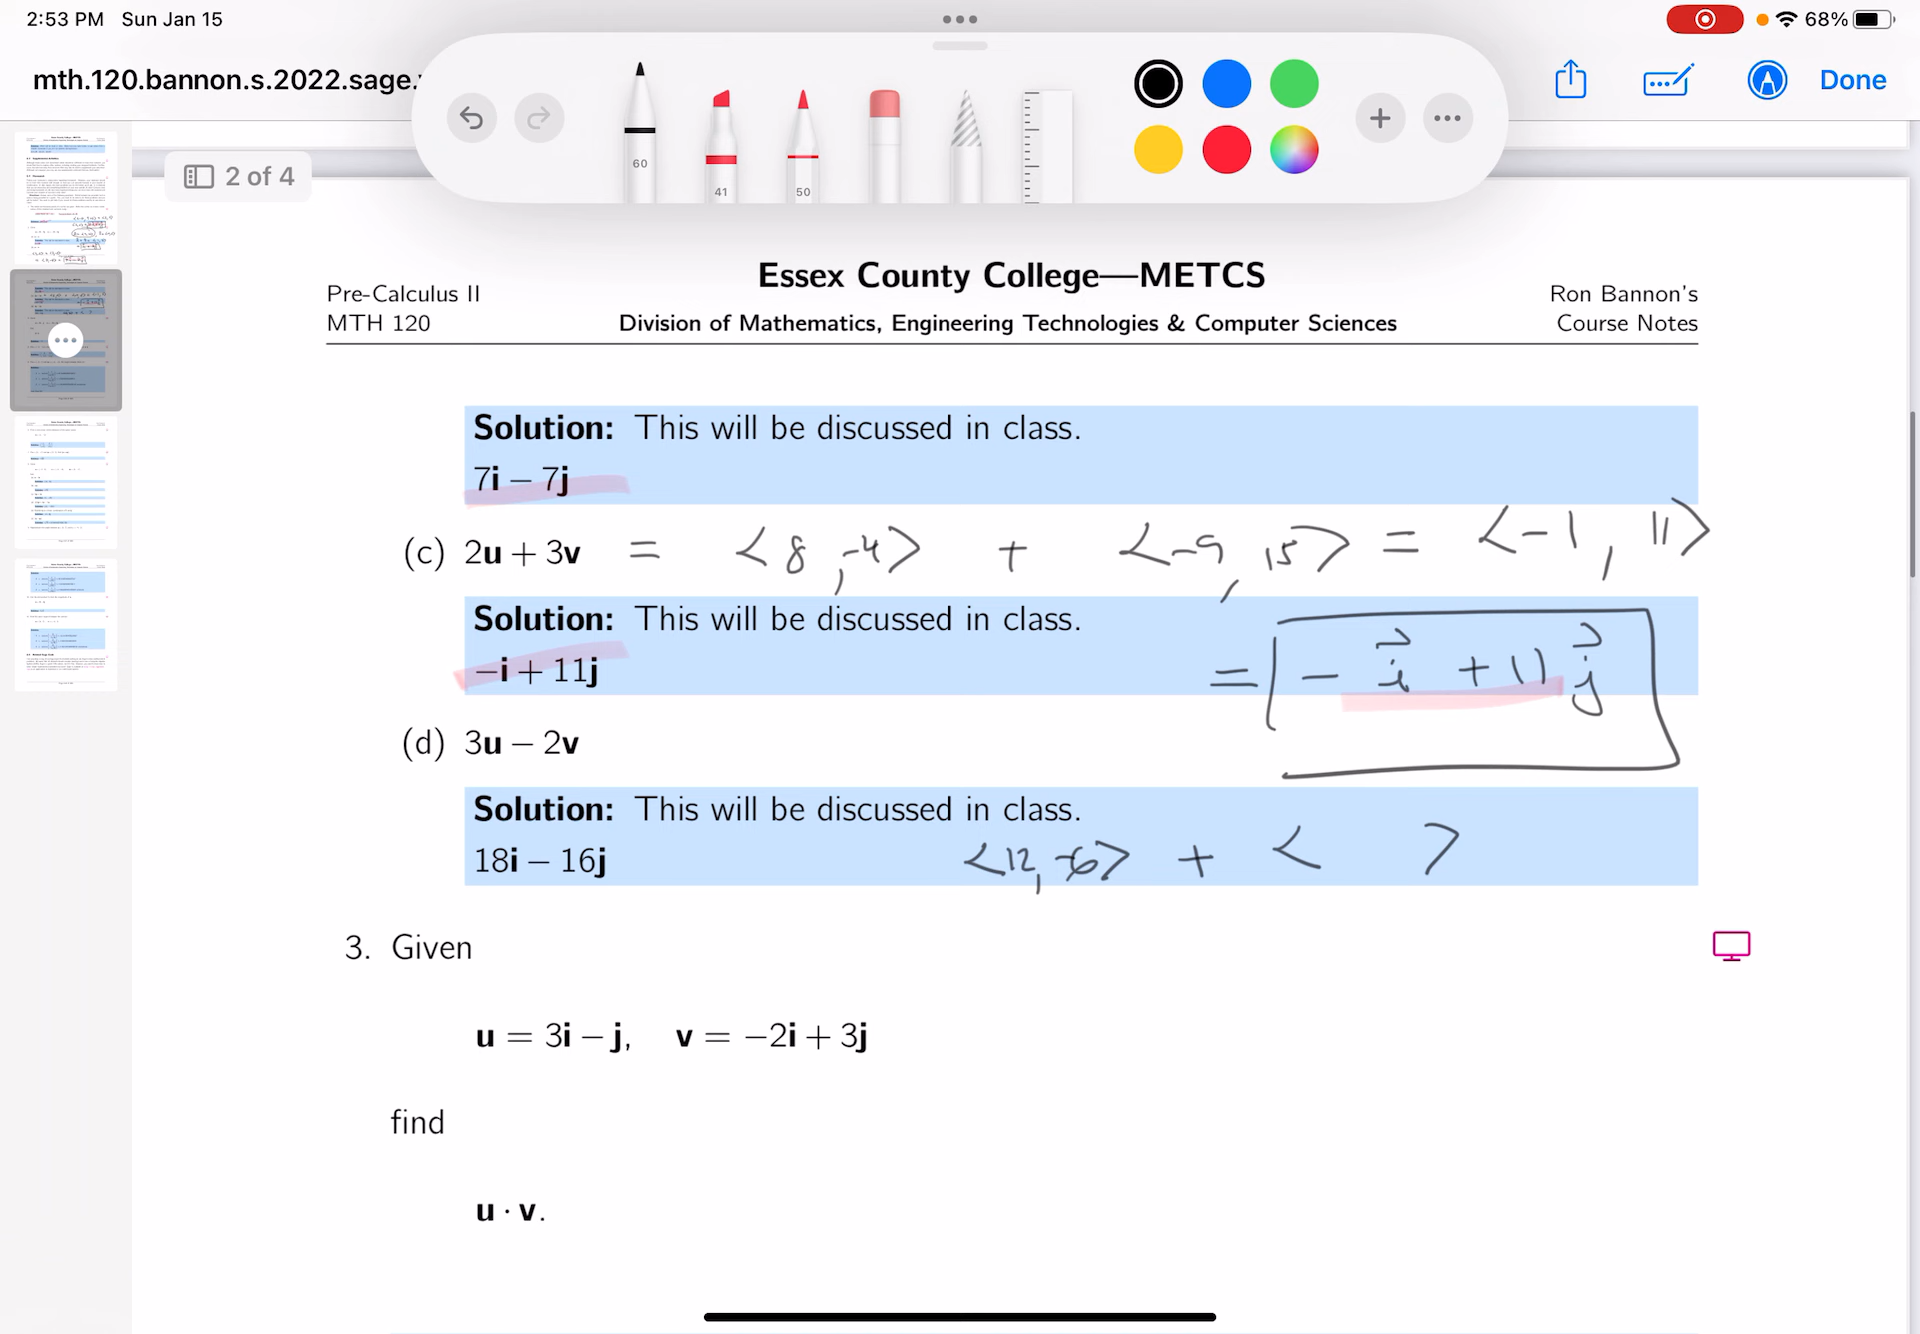 2:53 PM Sun Jan 15
68%
mth.120.bannon.s.2022.sage.
Done
60
41
50
2 of 4
Pre-Calculus II
MTH 120
Essex County College—METCS
Division of Mathematics, Engineering Technologies & Computer Sciences
Ron Bannon's
Course Notes
Solution: This will be discussed in class.
7i – 7j
(c) 2u + 3v = <8, -4> + <-9, 15> = <-1, 11>
Solution: This will be discussed in class.
–i + 11j
= - i⃗ + 11 j⃗
(d) 3u – 2v
Solution: This will be discussed in class.
18i – 16j <12, -6> + < >
3. Given
u = 3i – j, v = –2i + 3j
find
u · v.